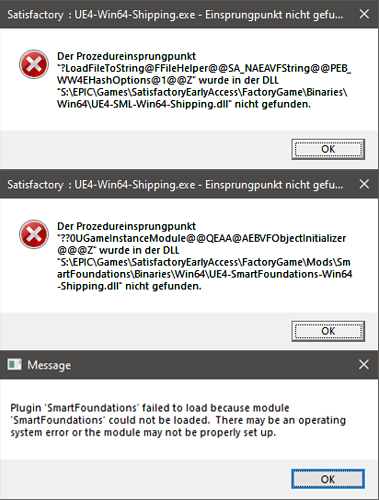 Satisfactory : UE4-Win64-Shipping.exe - Einsprungpunkt nicht gefu...
Der Prozedureinsprungpunkt
"?LoadFileToString@FFileHelper@@SA_NAEAVFString@@PEB_
WW4EHashOptions@1@@Z" wurde in der DLL
"S:\EPIC\Games\SatisfactoryEarlyAccess\FactoryGame\Binaries\
Win64\UE4-SML-Win64-Shipping.dll" nicht gefunden.
OK
Satisfactory : UE4-Win64-Shipping.exe - Einsprungpunkt nicht gefu...
Der Prozedureinsprungpunkt
"??0UGameInstanceModule@@QEAA@AEBVFObjectInitializer
@@@Z" wurde in der DLL
"S:\EPIC\Games\SatisfactoryEarlyAccess\FactoryGame\Mods\Sm
artFoundations\Binaries\Win64\UE4-SmartFoundations-Win64
-Shipping.dll" nicht gefunden.
OK
Message
Plugin 'SmartFoundations' failed to load because module
'SmartFoundations' could not be loaded. There may be an operating
system error or the module may not be properly set up.
OK